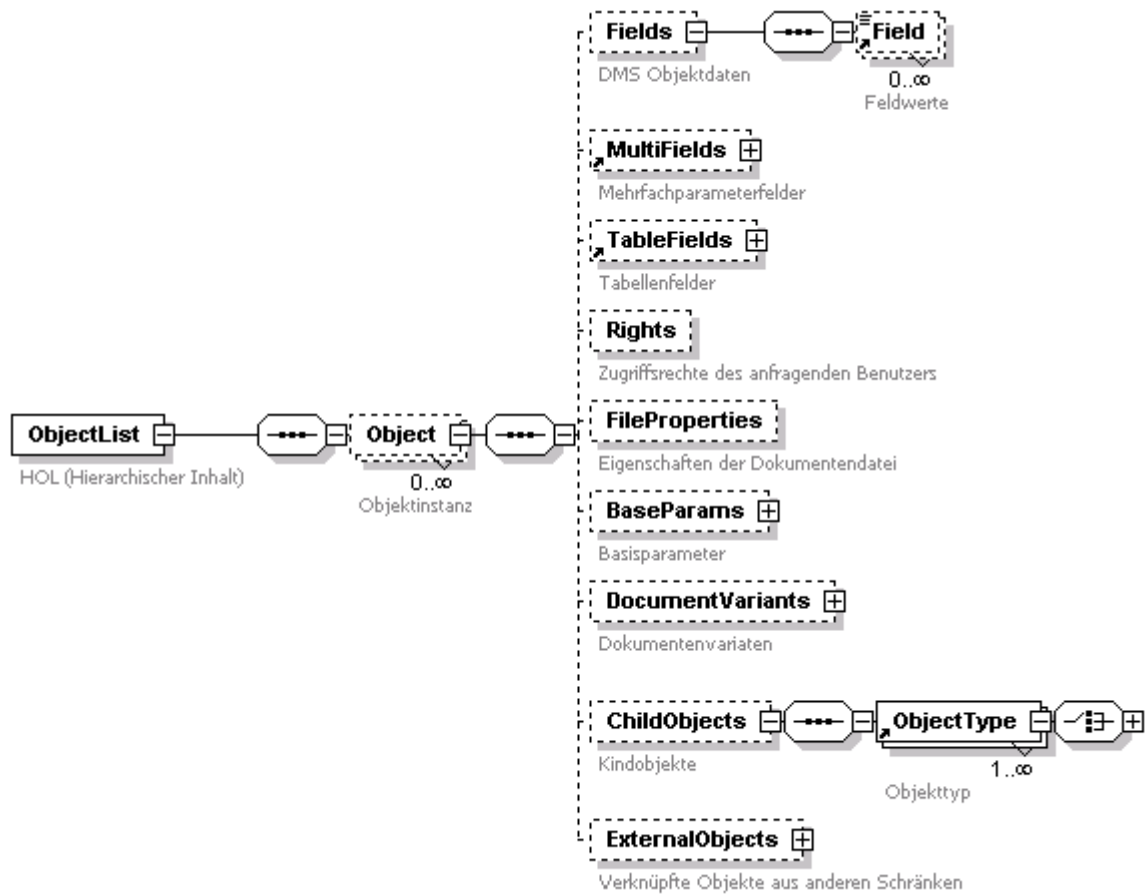 Fields
Field
DMS Objektdaten
0..∞
Feldwerte
MultiFields
Mehrfachparameterfelder
TableFields
Tabellenfelder
Rights
Zugriffsrechte des anfragenden Benutzers
ObjectList
HOL (Hierarchischer Inhalt)
Object
0..∞
Objektinstanz
FileProperties
Eigenschaften der Dokumentendatei
BaseParams
Basisparameter
DocumentVariants
Dokumentenvariaten
ChildObjects
ObjectType
Kindobjekte
1..∞
Objekttyp
ExternalObjects
Verknüpfte Objekte aus anderen Schränken